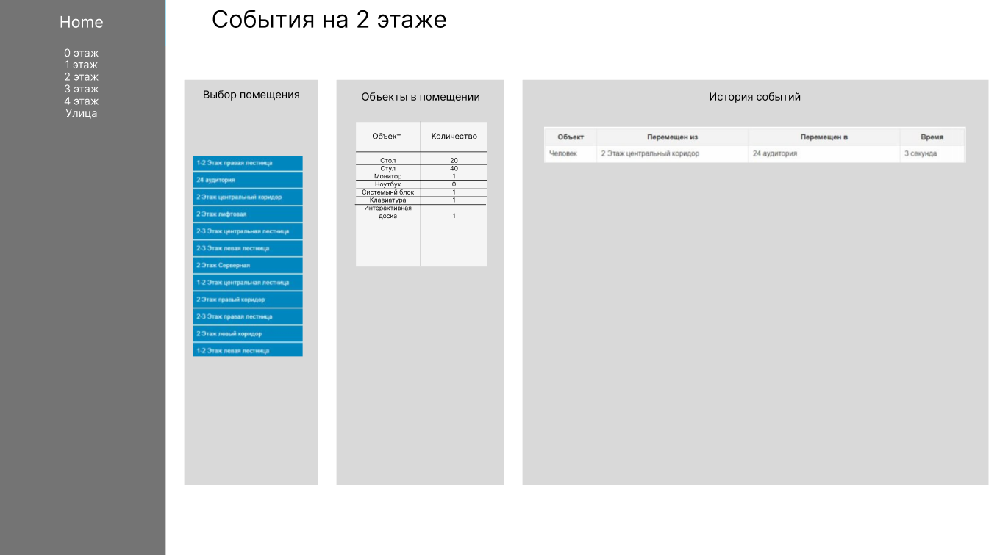 Home
0 этаж
1 этаж
2 этаж
3 этаж
4 этаж
Улица
События на 2 этаже
Выбор помещения
1-2 Этаж правая лестница
24 аудитория
2 Этаж центральный коридор
2 Этаж лифтовая
2-3 Этаж центральная лестница
2-3 Этаж левая лестница
2 Этаж Серверная
1-2 Этаж центральная лестница
2 Этаж правый коридор
2-3 Этаж правая лестница
2 Этаж левый коридор
1-2 Этаж левая лестница
Объекты в помещении
Объект Количество
Стол 20
Стул 40
Монитор 1
Ноутбук 0
Системынй блок 1
Клавиатура 1
Интерактивная
доска 1
История событий
Объект Перемещен из Перемещен в Время
Человек 2 Этаж центральный коридор 24 аудитория 3 секунда